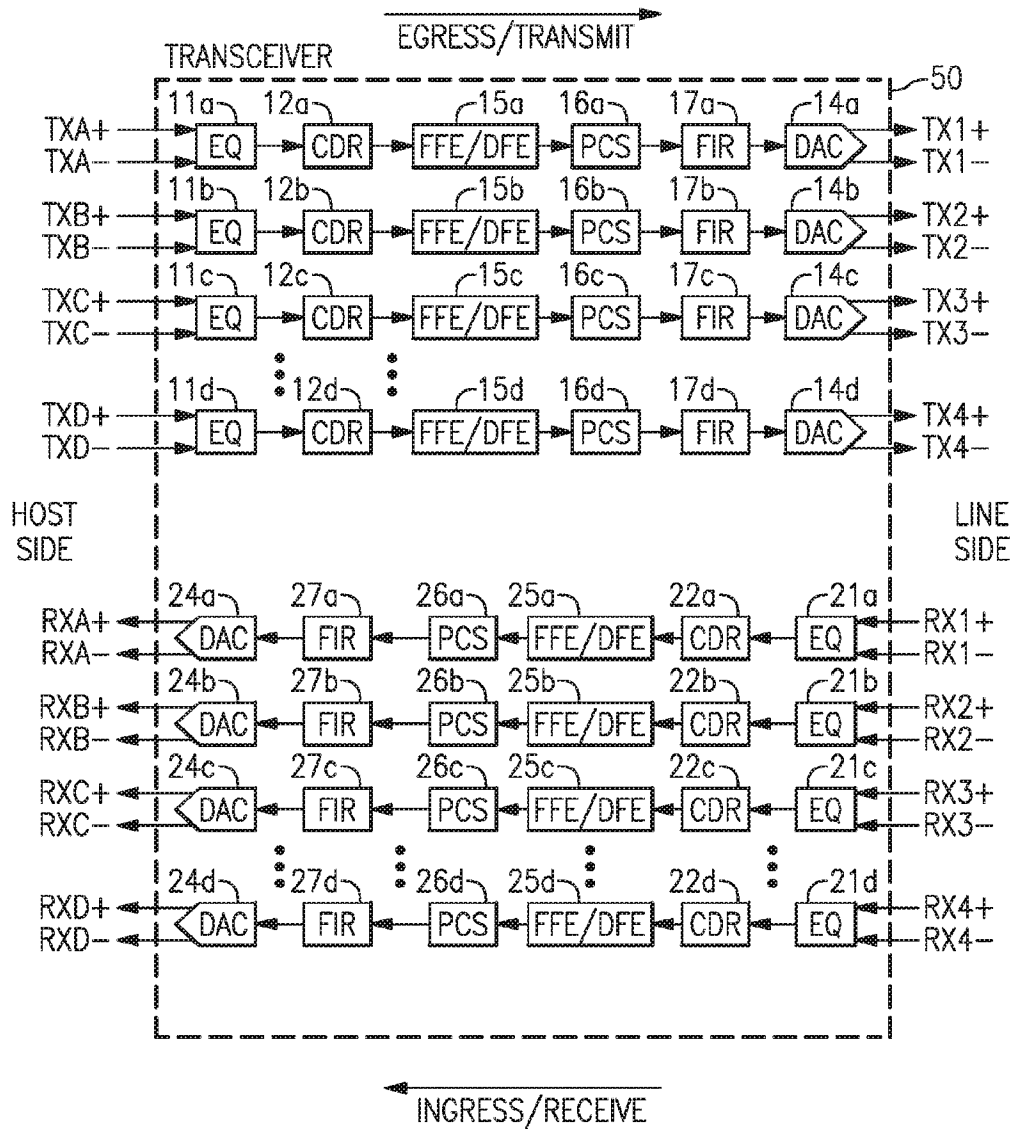 EGRESS/TRANSMIT
TRANSCEIVER
50
11a 12a 15a 16a 17a 14a
TXA+ EQ CDR FFE/DFE PCS FIR DAC TX1+
TXA- TX1-
11b 12b 15b 16b 17b 14b
TXB+ EQ CDR FFE/DFE PCS FIR DAC TX2+
TXB- TX2-
11c 12c 15c 16c 17c 14c
TXC+ EQ CDR FFE/DFE PCS FIR DAC TX3+
TXC- TX3-
11d 12d 15d 16d 17d 14d
TXD+ EQ CDR FFE/DFE PCS FIR DAC TX4+
TXD- TX4-
HOST SIDE
LINE SIDE
24a 27a 26a 25a 22a 21a
RXA+ DAC FIR PCS FFE/DFE CDR EQ RX1+
RXA- RX1-
24b 27b 26b 25b 22b 21b
RXB+ DAC FIR PCS FFE/DFE CDR EQ RX2+
RXB- RX2-
24c 27c 26c 25c 22c 21c
RXC+ DAC FIR PCS FFE/DFE CDR EQ RX3+
RXC- RX3-
24d 27d 26d 25d 22d 21d
RXD+ DAC FIR PCS FFE/DFE CDR EQ RX4+
RXD- RX4-
INGRESS/RECEIVE